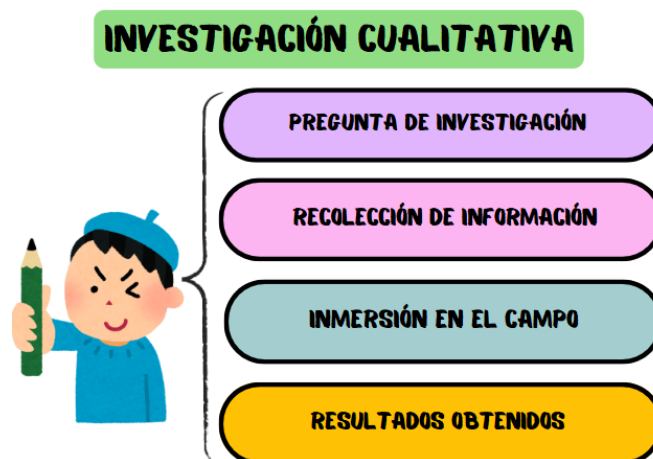 INVESTIGACIÓN CUALITATIVA
PREGUNTA DE INVESTIGACIÓN
RECOLECCIÓN DE INFORMACIÓN
INMERSIÓN EN EL CAMPO
RESULTADOS OBTENIDOS